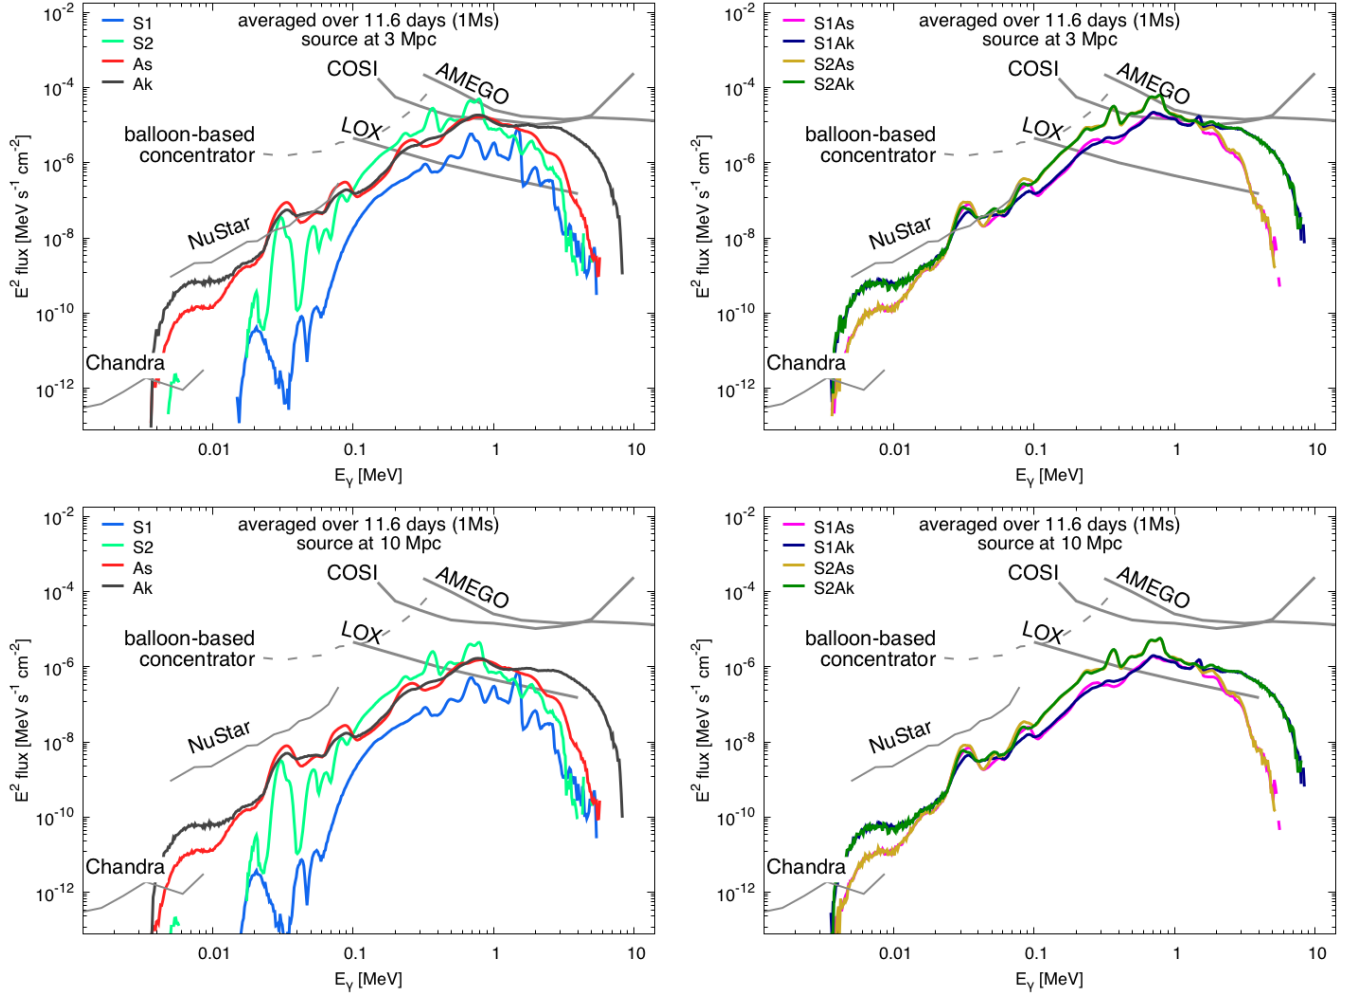 S1
S2
As
Ak
averaged over 11.6 days (1Ms)
source at 3 Mpc
COSI
AMEGO
LOX
balloon-based
concentrator
NuStar
Chandra
10⁻²
10⁻⁴
10⁻⁶
10⁻⁸
10⁻¹⁰
10⁻¹²
E² flux [MeV s⁻¹ cm⁻²]
0.01
0.1
1
10
Eγ [MeV]
S1As
S1Ak
S2As
S2Ak
averaged over 11.6 days (1Ms)
source at 3 Mpc
COSI
AMEGO
LOX
balloon-based
concentrator
NuStar
Chandra
10⁻²
10⁻⁴
10⁻⁶
10⁻⁸
10⁻¹⁰
10⁻¹²
E² flux [MeV s⁻¹ cm⁻²]
0.01
0.1
1
10
Eγ [MeV]
S1
S2
As
Ak
averaged over 11.6 days (1Ms)
source at 10 Mpc
COSI
AMEGO
LOX
balloon-based
concentrator
NuStar
Chandra
10⁻²
10⁻⁴
10⁻⁶
10⁻⁸
10⁻¹⁰
10⁻¹²
E² flux [MeV s⁻¹ cm⁻²]
0.01
0.1
1
10
Eγ [MeV]
S1As
S1Ak
S2As
S2Ak
averaged over 11.6 days (1Ms)
source at 10 Mpc
COSI
AMEGO
LOX
balloon-based
concentrator
NuStar
Chandra
10⁻²
10⁻⁴
10⁻⁶
10⁻⁸
10⁻¹⁰
10⁻¹²
E² flux [MeV s⁻¹ cm⁻²]
0.01
0.1
1
10
Eγ [MeV]